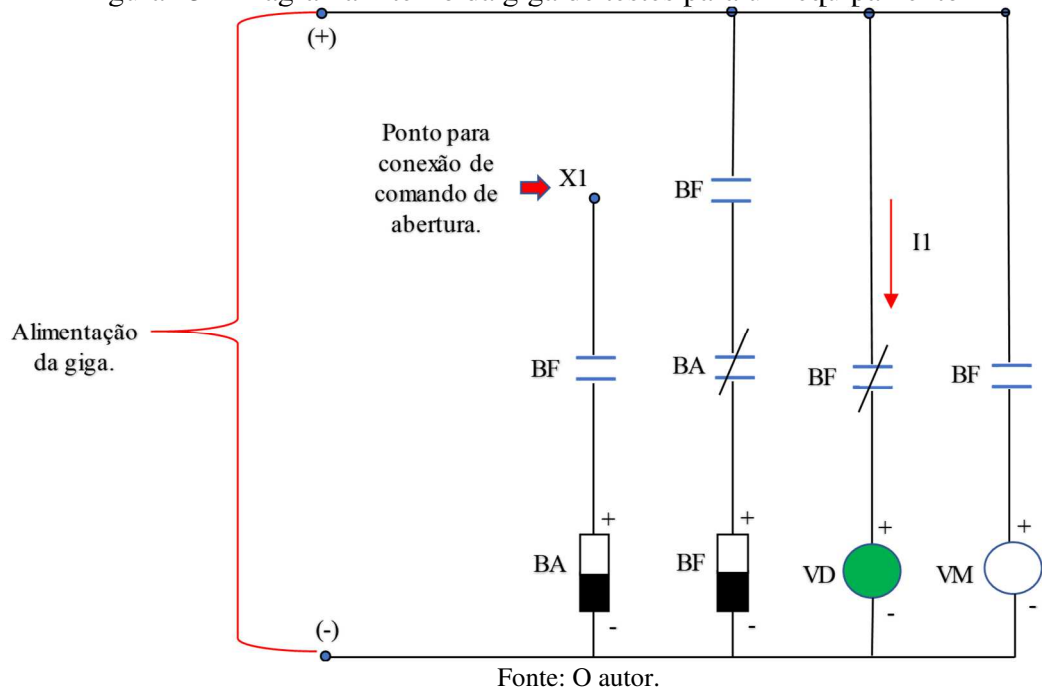 (+)
Ponto para
conexão de
comando de
abertura.
X1
BF
I1
Alimentação
da giga.
BF
BA
BF
BF
+
+
+
+
BA
BF
VD
VM
-
-
-
-
(-)
Fonte: O autor.